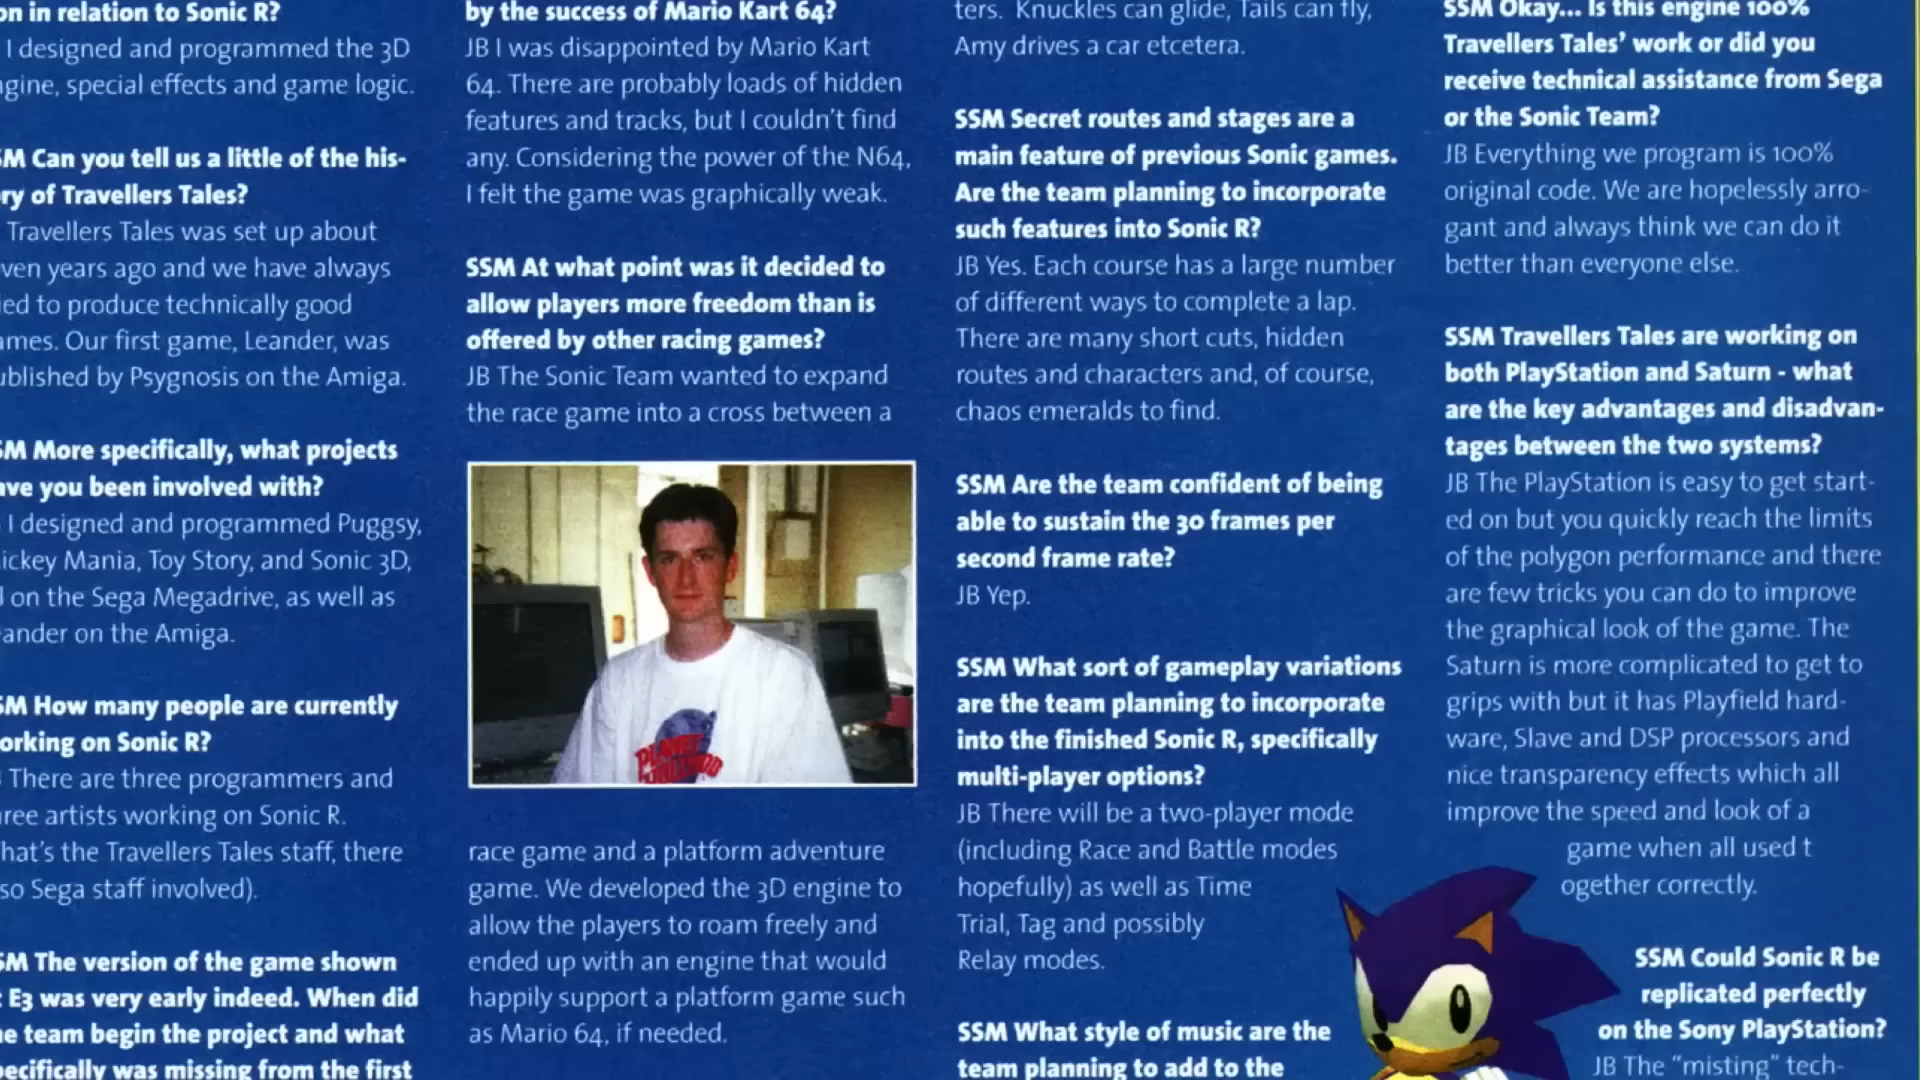 on in relation to Sonic R?
I designed and programmed the 3D
gine, special effects and game logic.
SM Can you tell us a little of the his-
ry of Travellers Tales?
Travellers Tales was set up about
ven years ago and we have always
ied to produce technically good
ames. Our first game, Leander, was
ublished by Psygnosis on the Amiga.
SM More specifically, what projects
ave you been involved with?
I designed and programmed Puggsy,
ickey Mania, Toy Story, and Sonic 3D,
l on the Sega Megadrive, as well as
ander on the Amiga.
SM How many people are currently
orking on Sonic R?
There are three programmers and
ree artists working on Sonic R.
hat's the Travellers Tales staff, there
so Sega staff involved).
SM The version of the game shown
t E3 was very early indeed. When did
e team begin the project and what
pecifically was missing from the first
by the success of Mario Kart 64?
JB I was disappointed by Mario Kart
64. There are probably loads of hidden
features and tracks, but I couldn't find
any. Considering the power of the N64,
I felt the game was graphically weak.
SSM At what point was it decided to
allow players more freedom than is
offered by other racing games?
JB The Sonic Team wanted to expand
the race game into a cross between a
PLANET
HOLLYWOOD
race game and a platform adventure
game. We developed the 3D engine to
allow the players to roam freely and
ended up with an engine that would
happily support a platform game such
as Mario 64, if needed.
ters. Knuckles can glide, Tails can fly,
Amy drives a car etcetera.
SSM Secret routes and stages are a
main feature of previous Sonic games.
Are the team planning to incorporate
such features into Sonic R?
JB Yes. Each course has a large number
of different ways to complete a lap.
There are many short cuts, hidden
routes and characters and, of course,
chaos emeralds to find.
SSM Are the team confident of being
able to sustain the 30 frames per
second frame rate?
JB Yep.
SSM What sort of gameplay variations
are the team planning to incorporate
into the finished Sonic R, specifically
multi-player options?
JB There will be a two-player mode
(including Race and Battle modes
hopefully) as well as Time
Trial, Tag and possibly
Relay modes.
SSM What style of music are the
team planning to add to the
SSM Okay... Is this engine 100%
Travellers Tales' work or did you
receive technical assistance from Sega
or the Sonic Team?
JB Everything we program is 100%
original code. We are hopelessly arro-
gant and always think we can do it
better than everyone else.
SSM Travellers Tales are working on
both PlayStation and Saturn - what
are the key advantages and disadvan-
tages between the two systems?
JB The PlayStation is easy to get start-
ed on but you quickly reach the limits
of the polygon performance and there
are few tricks you can do to improve
the graphical look of the game. The
Saturn is more complicated to get to
grips with but it has Playfield hard-
ware, Slave and DSP processors and
nice transparency effects which all
improve the speed and look of a
game when all used t
ogether correctly.
SSM Could Sonic R be
replicated perfectly
on the Sony PlayStation?
JB The "misting" tech-